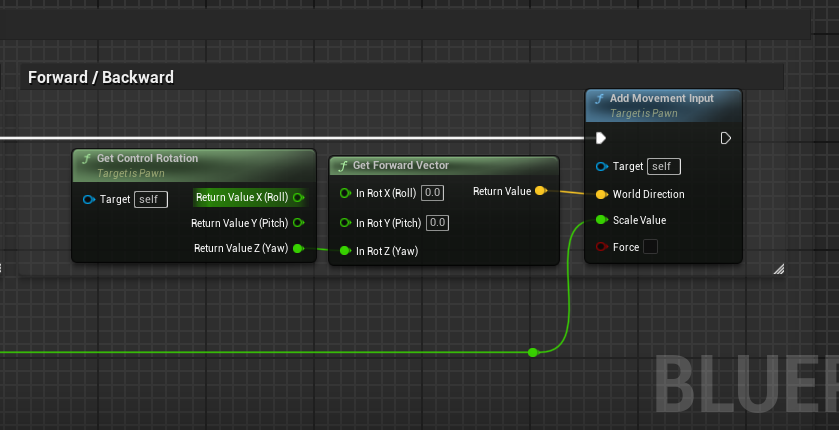 Forward / Backward
Add Movement Input
Target is Pawn
Get Control Rotation
Target is Pawn
Target self
Return Value X (Roll)
Return Value Y (Pitch)
Return Value Z (Yaw)
Get Forward Vector
In Rot X (Roll) 0.0
Return Value
In Rot Y (Pitch) 0.0
In Rot Z (Yaw)
Target self
World Direction
Scale Value
Force